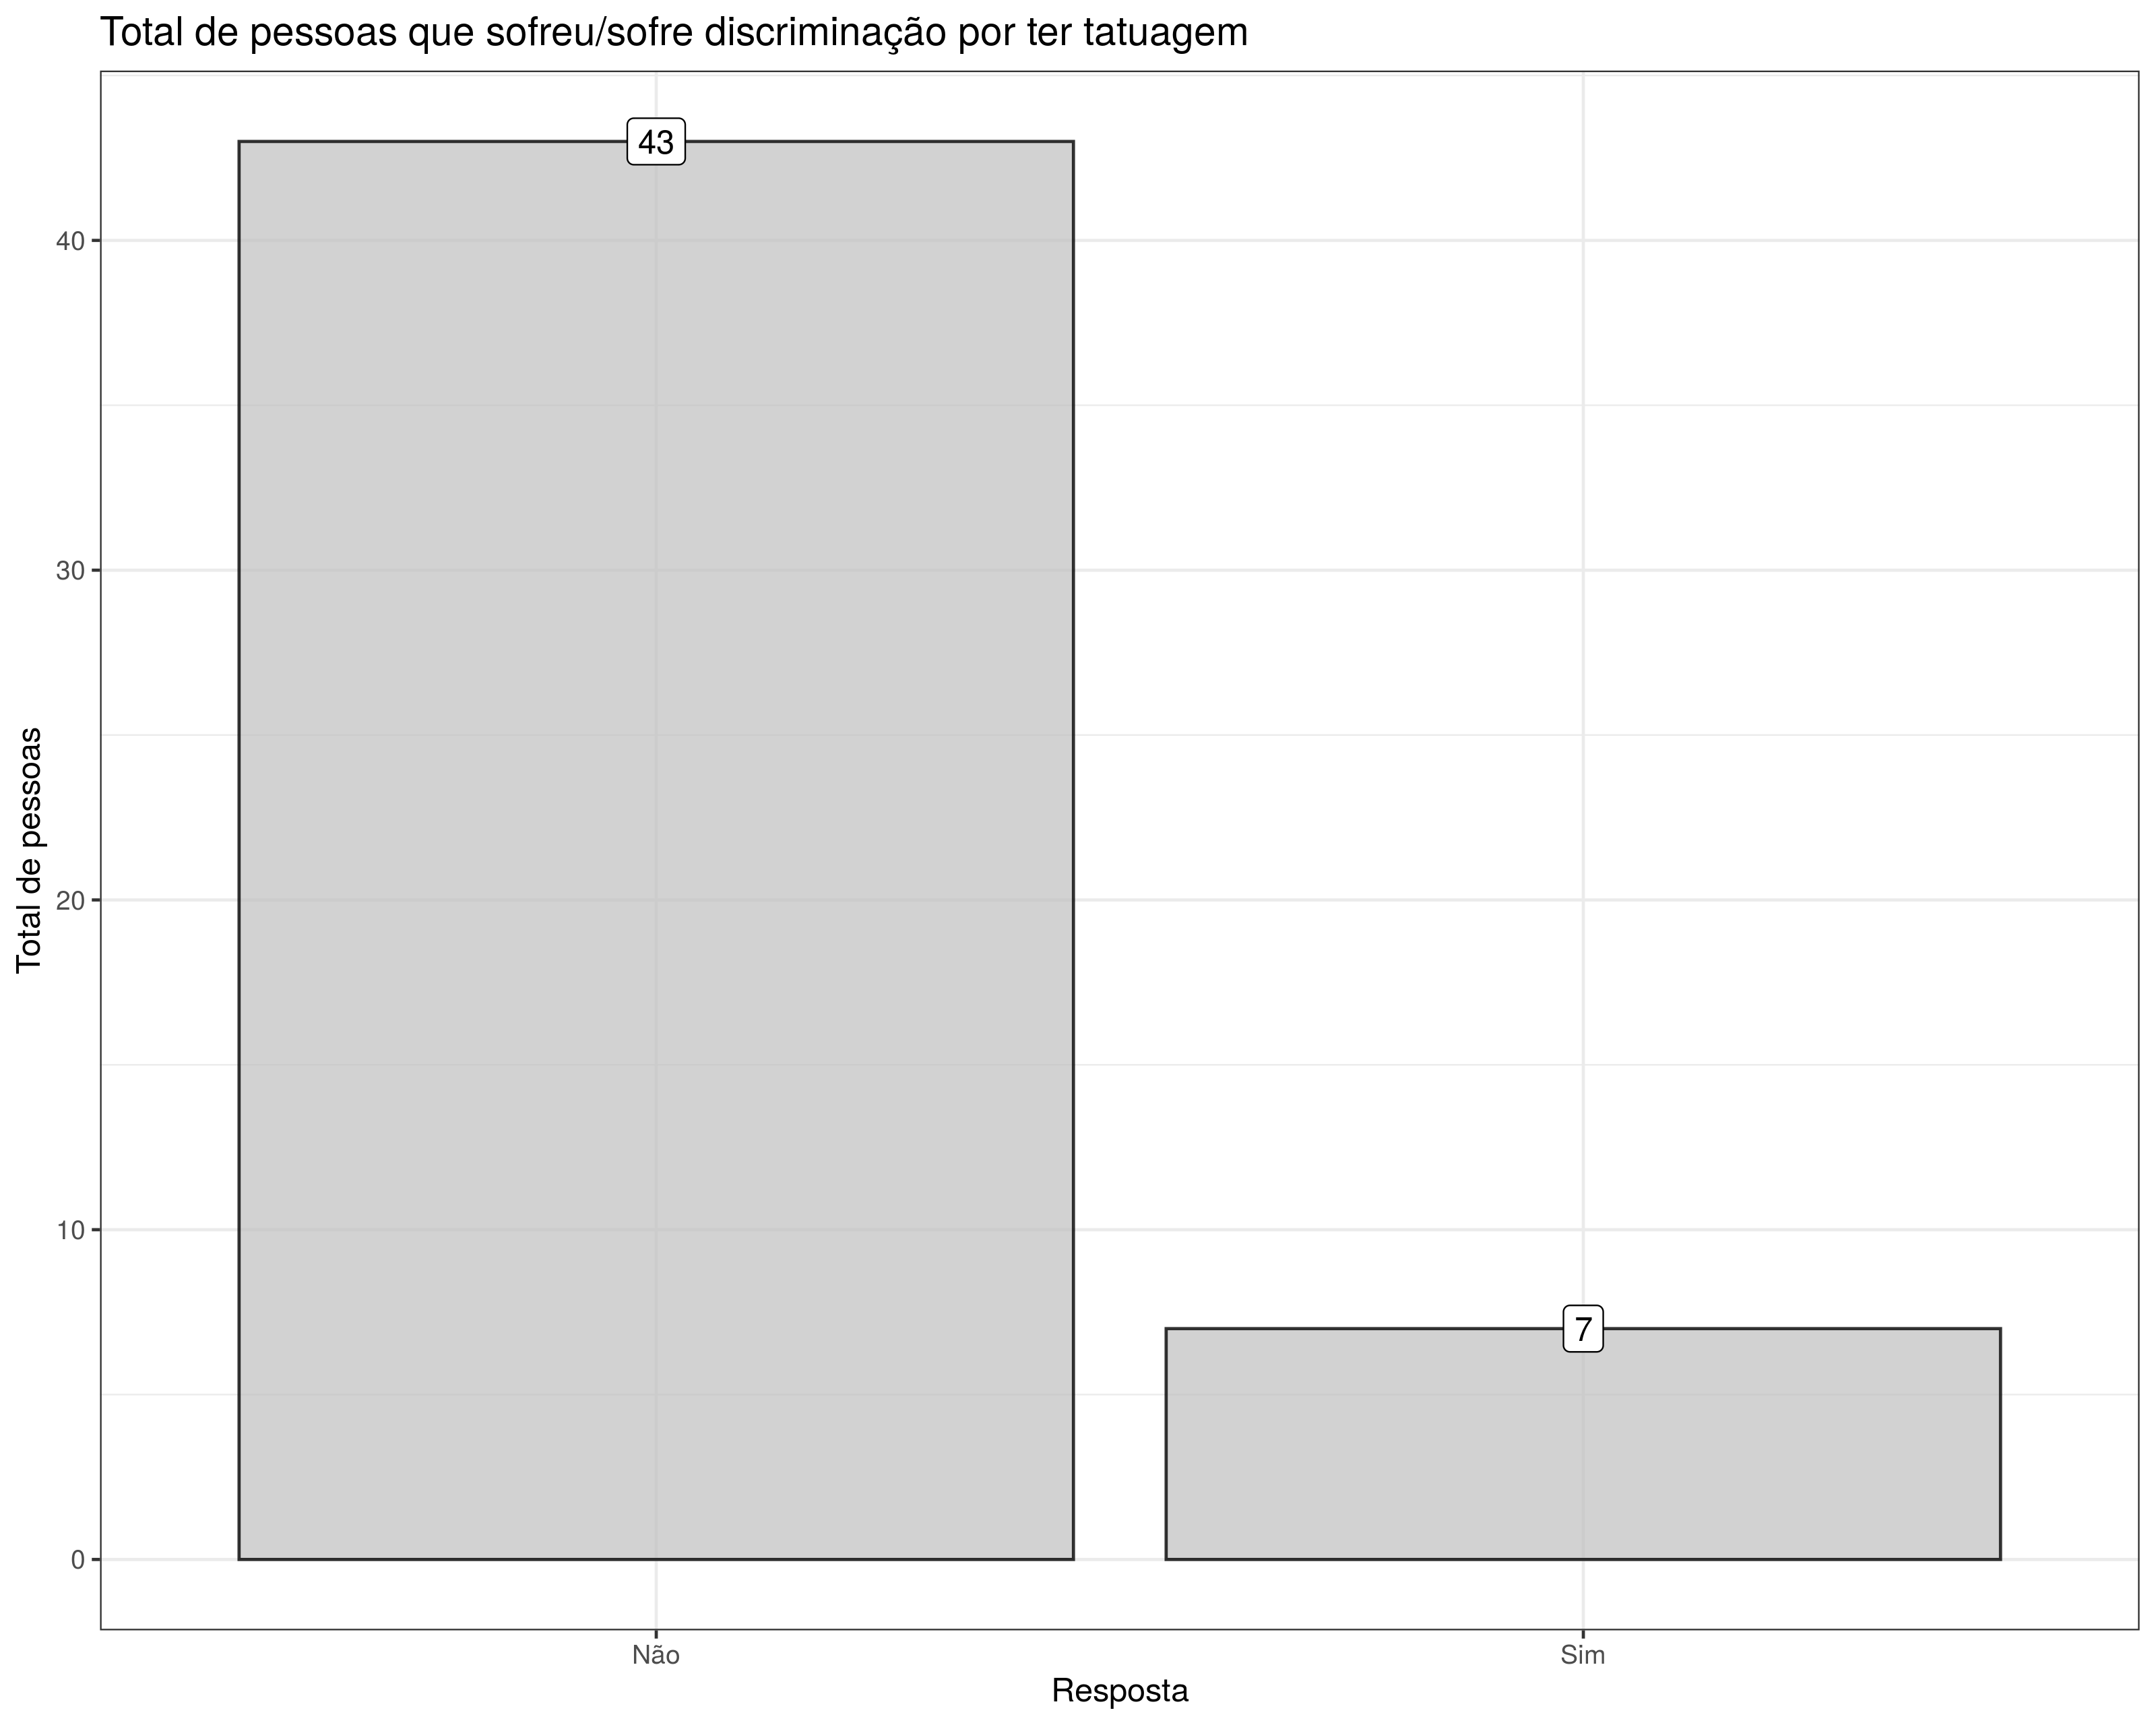 Total de pessoas que sofreu/sofre discriminação por ter tatuagem
Total de pessoas
40
30
20
10
0
43
7
Não
Sim
Resposta